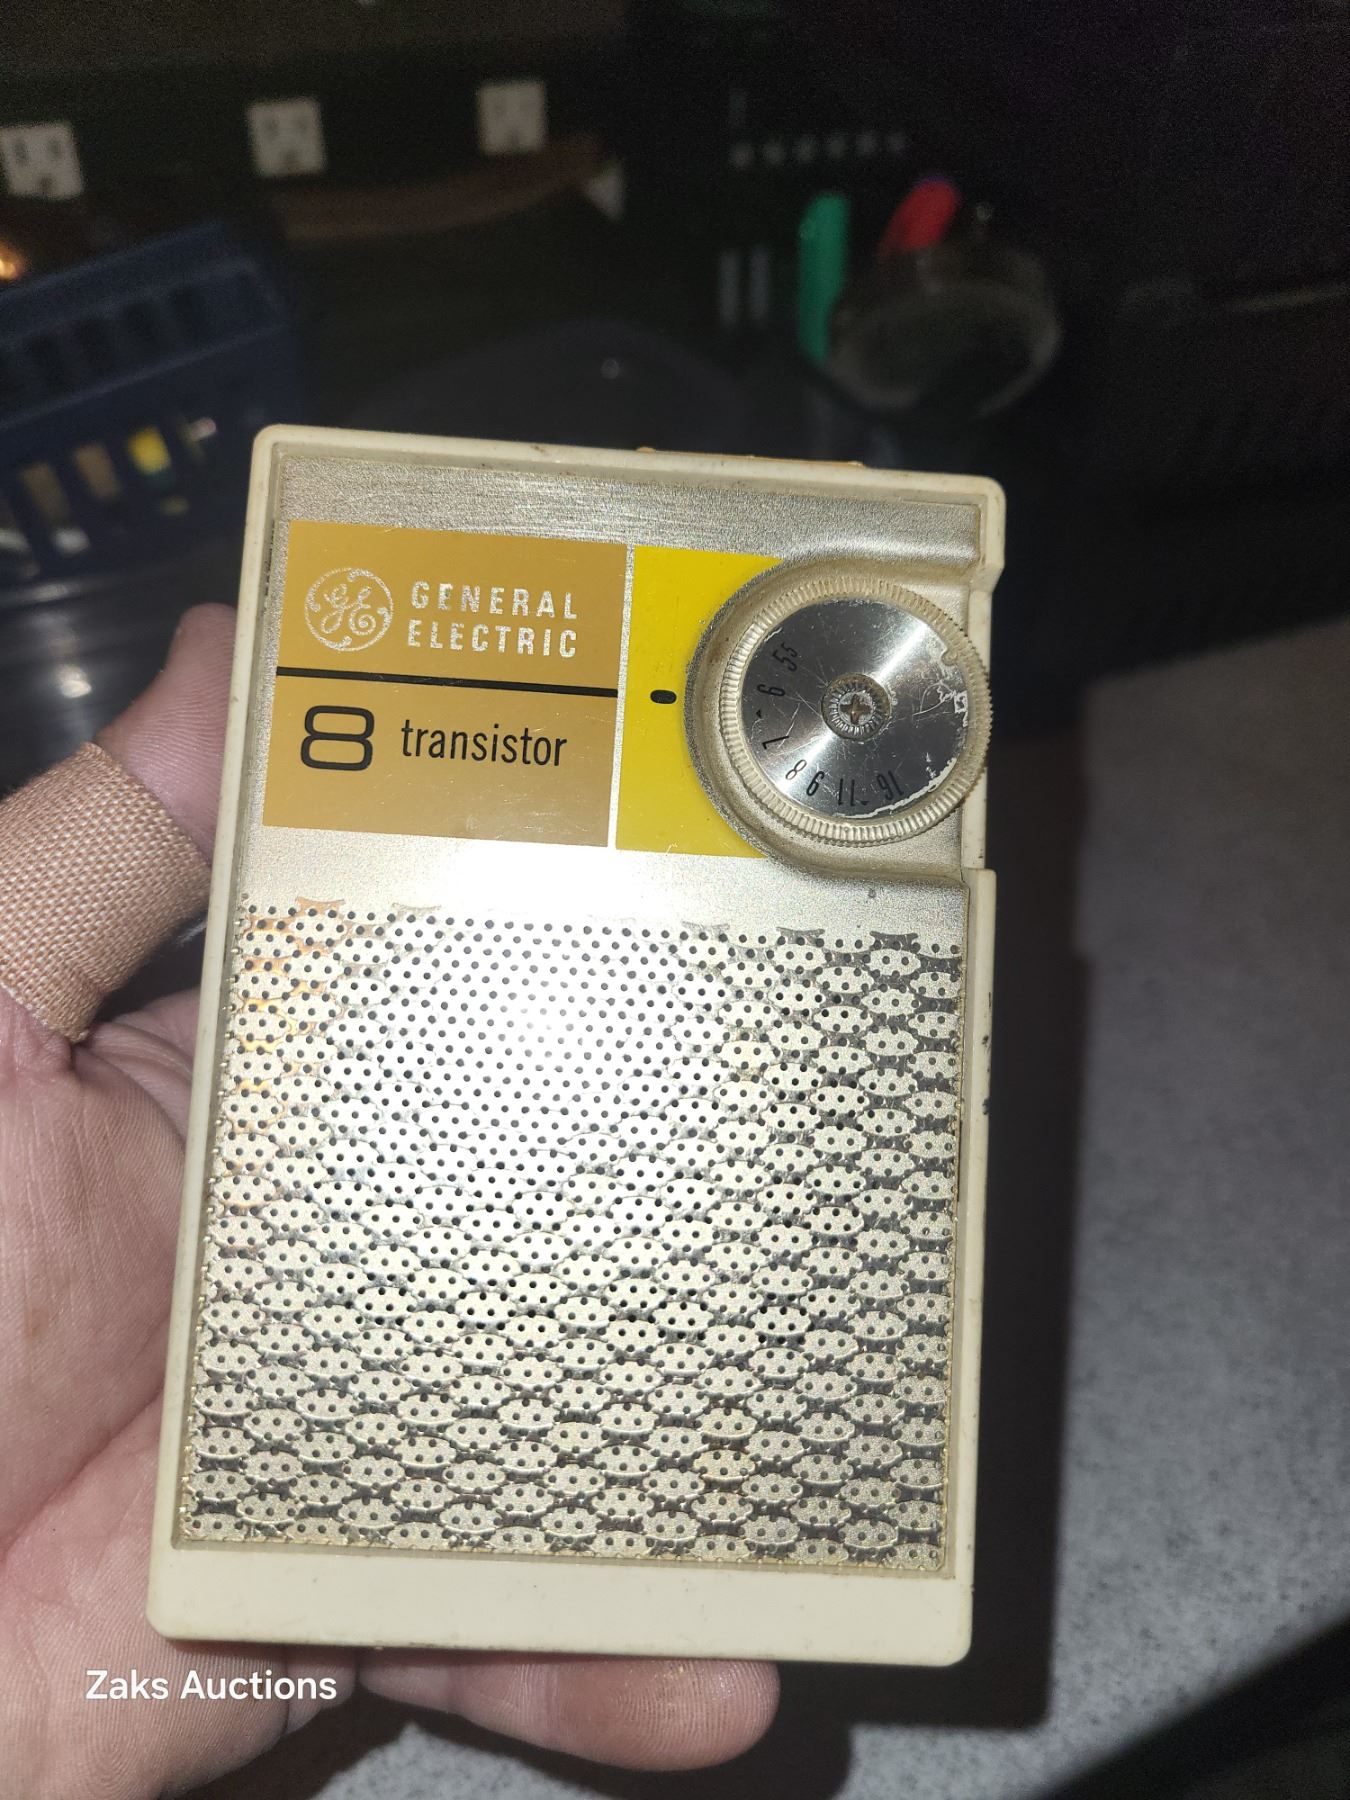 GE
GENERAL
ELECTRIC
8 transistor
55
6
7
8
9
11
16
Zaks Auctions